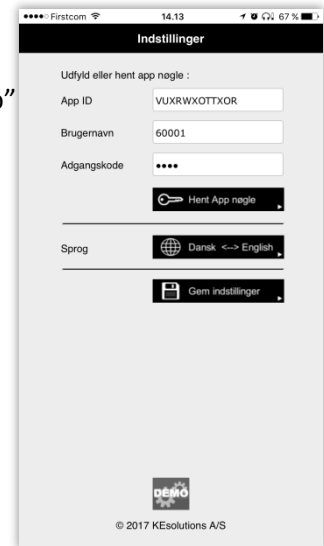 Firstcom 14.13 67 %
Indstillinger
Udfyld eller hent app nøgle :
App ID VUXRWXOTTXOR
Brugernavn 60001
Adgangskode ••••
Hent App nøgle
Sprog Dansk <--> English
Gem indstillinger
DEMO
© 2017 KEsolutions A/S